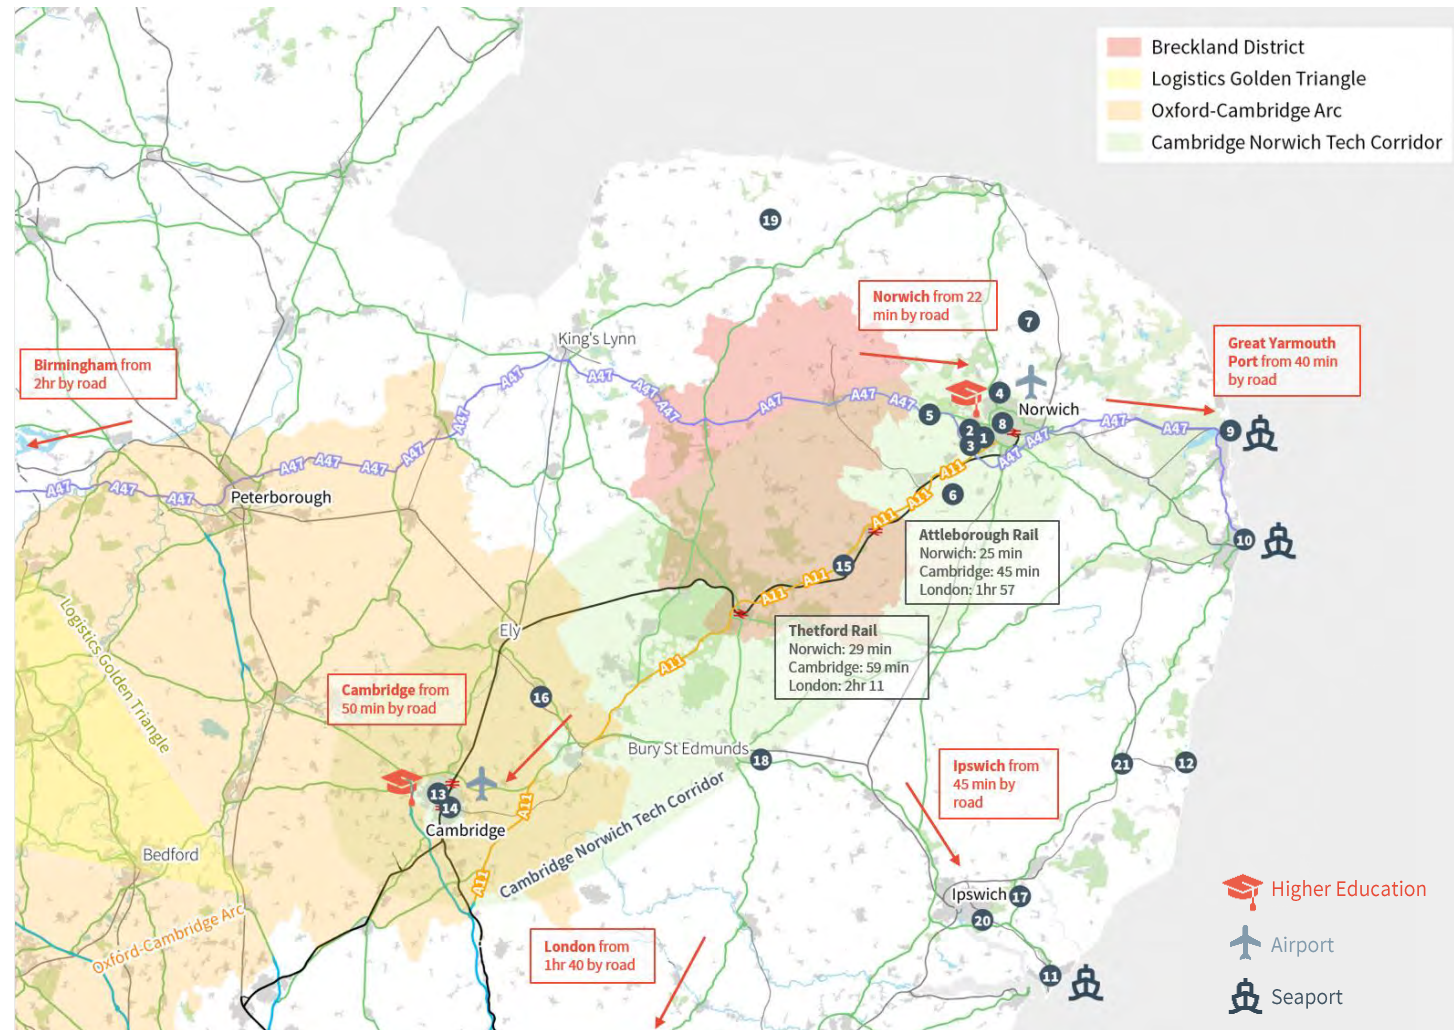 Breckland District
Logistics Golden Triangle
Oxford-Cambridge Arc
Cambridge Norwich Tech Corridor
19
Norwich from 22
min by road
7
King's Lynn
Great Yarmouth
Port from 40 min
by road
Birmingham from
2hr by road
A47
A47
A47
A47
A47
A47
A47
A47
4
5
Norwich
8
2
1
3
9
A47
A47
A47
A47
A47
A47
A47
A47
A47
A47
A47
A11
Peterborough
6
A11
A11
Attleborough Rail
Norwich: 25 min
Cambridge: 45 min
London: 1hr 57
10
15
A11
A11
Thetford Rail
Norwich: 29 min
Cambridge: 59 min
London: 2hr 11
Ely
A11
Logistics Golden Triangle
Cambridge from
50 min by road
16
Bury St Edmunds
18
21
12
Ipswich from
45 min by
road
13
14
A11
Cambridge
Cambridge Norwich Tech Corridor
Bedford
A11
Ipswich
17
20
Higher Education
Oxford-Cambridge Arc
London from
1hr 40 by road
Airport
11
Seaport